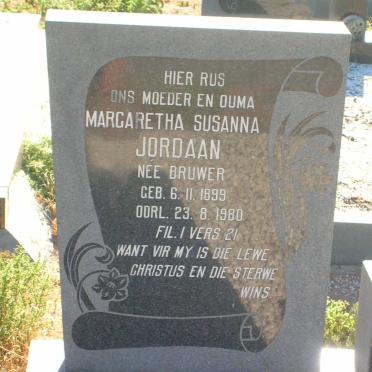 HIER RUS
ONS MOEDER EN OUMA
MARGARETHA SUSANNA
JORDAAN
NÉE BRUWER
GEB. 6. 11. 1899
OORL. 23. 8. 1980
FIL. 1 VERS 21
WANT VIR MY IS DIE LEWE
CHRISTUS EN DIE STERWE
WINS